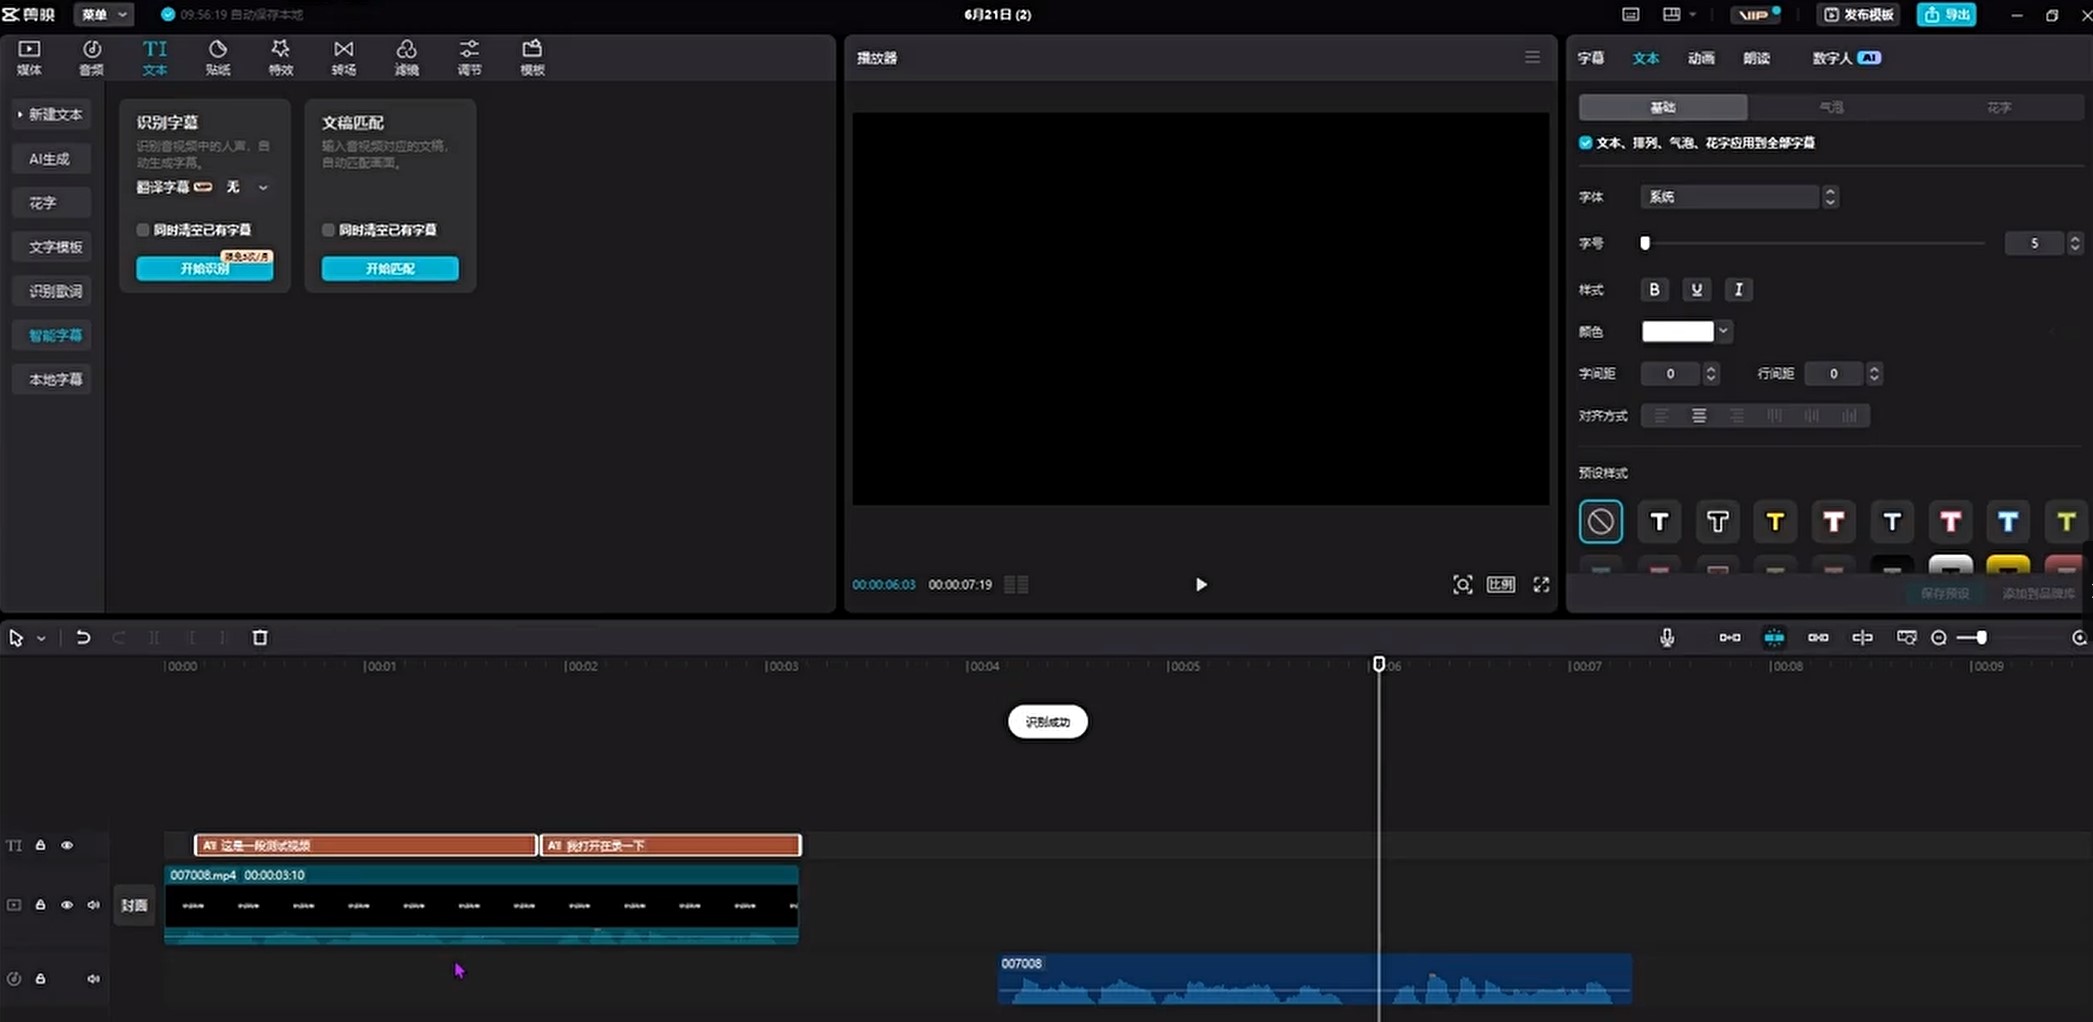 剪映
菜单
09:56:19 自动保存本地
6月21日 (2)
VIP
发布模板
导出
媒体
音频
TI
文本
贴纸
特效
转场
滤镜
调节
模板
新建文本
AI生成
花字
文字模板
识别歌词
智能字幕
本地字幕
识别字幕
识别音视频中的人声，自
动生成字幕。
翻译字幕 VIP 无
同时清空已有字幕
限免5次/月
开始识别
文稿匹配
输入音视频对应的文稿，
自动匹配画面。
同时清空已有字幕
开始匹配
播放器
00:00:06:03 00:00:07:19
比例
字幕
文本
动画
朗读
数字人 AI
基础
气泡
花字
文本、排列、气泡、花字应用到全部字幕
字体
系统
字号
5
样式
B U I
颜色
字间距
0
行间距
0
对齐方式
预设样式
T T T T T T T T
保存预设
添加到品牌库
00:00
00:01
00:02
00:03
00:04
00:05
:06
00:07
00:08
00:09
识别成功
TI
AI 这是一段测试视频
AI 我打开在录一下
007008.mp4 00:00:03:10
封面
007008